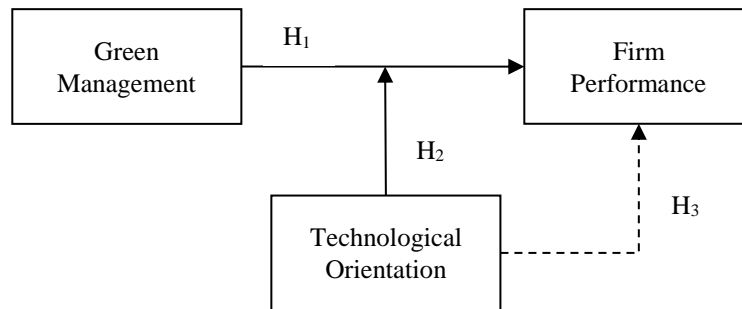 Green
Management
H₁
Firm
Performance
H₂
Technological
Orientation
H₃